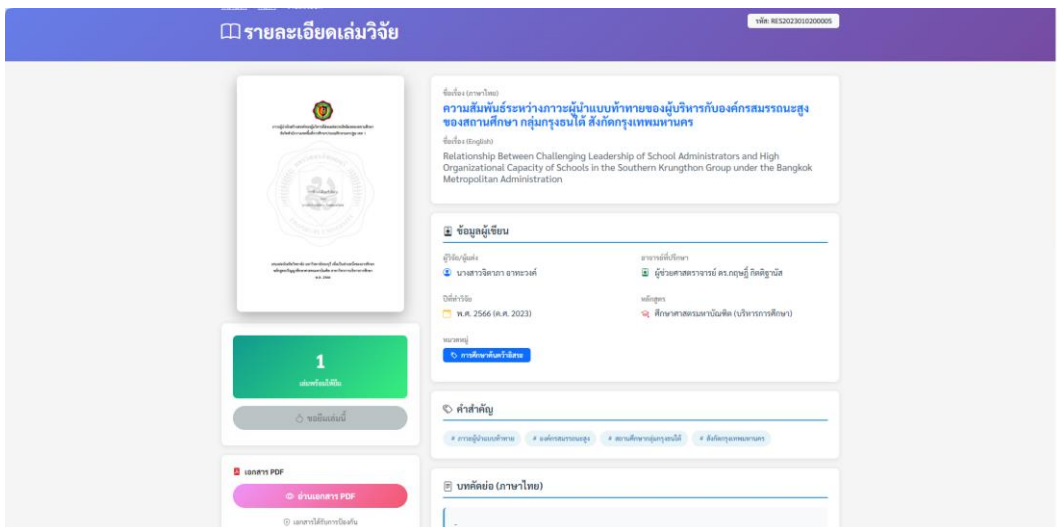 รายละเอียดเล่มวิจัย
รหัส: RES2023010200005
ชื่อเรื่อง (ภาษาไทย)
ความสัมพันธ์ระหว่างภาวะผู้นำแบบท้าทายของผู้บริหารกับองค์กรสมรรถนะสูง
ของสถานศึกษา กลุ่มกรุงธนใต้ สังกัดกรุงเทพมหานคร
ชื่อเรื่อง (English)
Relationship Between Challenging Leadership of School Administrators and High
Organizational Capacity of Schools in the Southern Krungthon Group under the Bangkok
Metropolitan Administration
ข้อมูลผู้เขียน
ผู้วิจัย/ผู้แต่ง
นางสาวจิดาภา อาทะวงศ์
อาจารย์ที่ปรึกษา
ผู้ช่วยศาสตราจารย์ ดร.กฤษฎิ์ กิตติฐานัส
ปีที่ทำวิจัย
พ.ศ. 2566 (ค.ศ. 2023)
หลักสูตร
ศึกษาศาสตรมหาบัณฑิต (บริหารการศึกษา)
หมวดหมู่
การศึกษาค้นคว้าอิสระ
1
เล่มพร้อมให้ยืม
ขอยืมเล่มนี้
คำสำคัญ
# ภาวะผู้นำแบบท้าทาย # องค์กรสมรรถนะสูง # สถานศึกษากลุ่มกรุงธนใต้ # สังกัดกรุงเทพมหานคร
เอกสาร PDF
อ่านเอกสาร PDF
เอกสารได้รับการป้องกัน
บทคัดย่อ (ภาษาไทย)